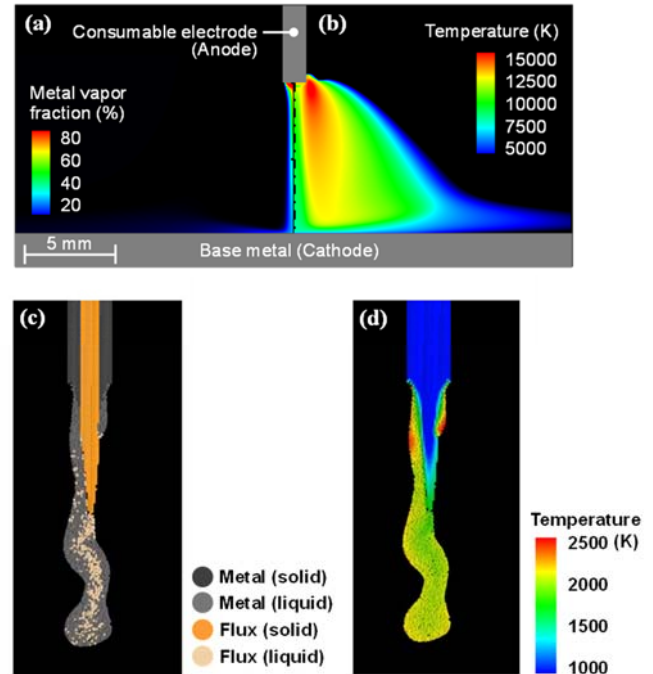 (a)
Consumable electrode
(Anode)
(b)
Temperature (K)
15000
12500
10000
7500
5000
Metal vapor
fraction (%)
80
60
40
20
5 mm
Base metal (Cathode)
(c)
Metal (solid)
Metal (liquid)
Flux (solid)
Flux (liquid)
(d)
Temperature
(K)
2500
2000
1500
1000